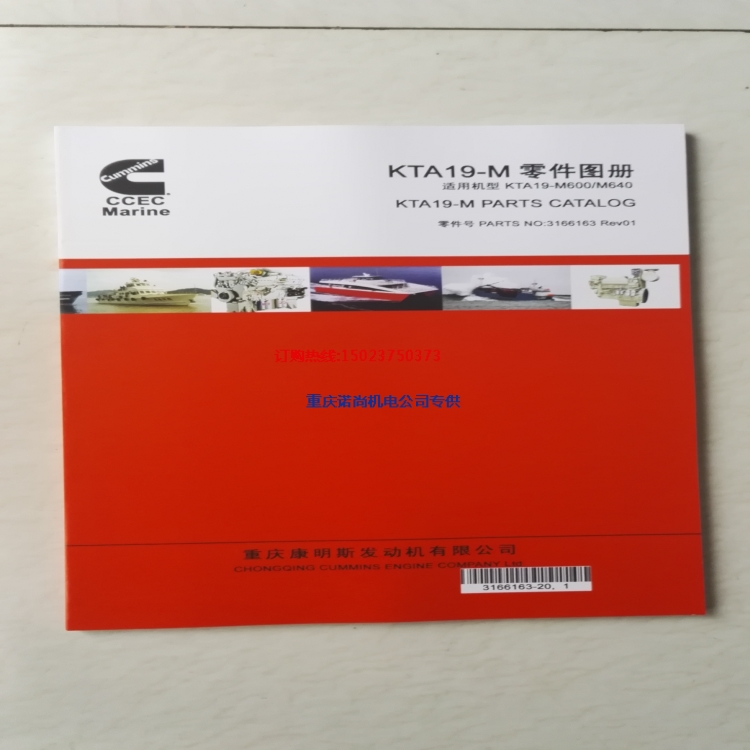 Cummins
CCEC
Marine
KTA19-M 零件图册
适用机型 KTA19-M600/M640
KTA19-M PARTS CATALOG
零件号 PARTS NO:3166163 Rev01
订购热线:15023750373
重庆诺尚机电公司专供
重庆康明斯发动机有限公司
CHONGQING CUMMINS ENGINE COMPANY Ltd.
3166163-20, 1